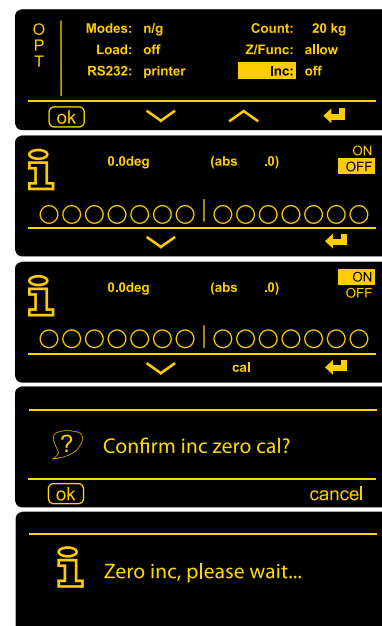 OPT
Modes: n/g Count: 20 kg
Load: off Z/Func: allow
RS232: printer Inc: off
ok
ON
0.0deg (abs .0) OFF
ON
0.0deg (abs .0) OFF
cal
Confirm inc zero cal?
ok cancel
Zero inc, please wait...